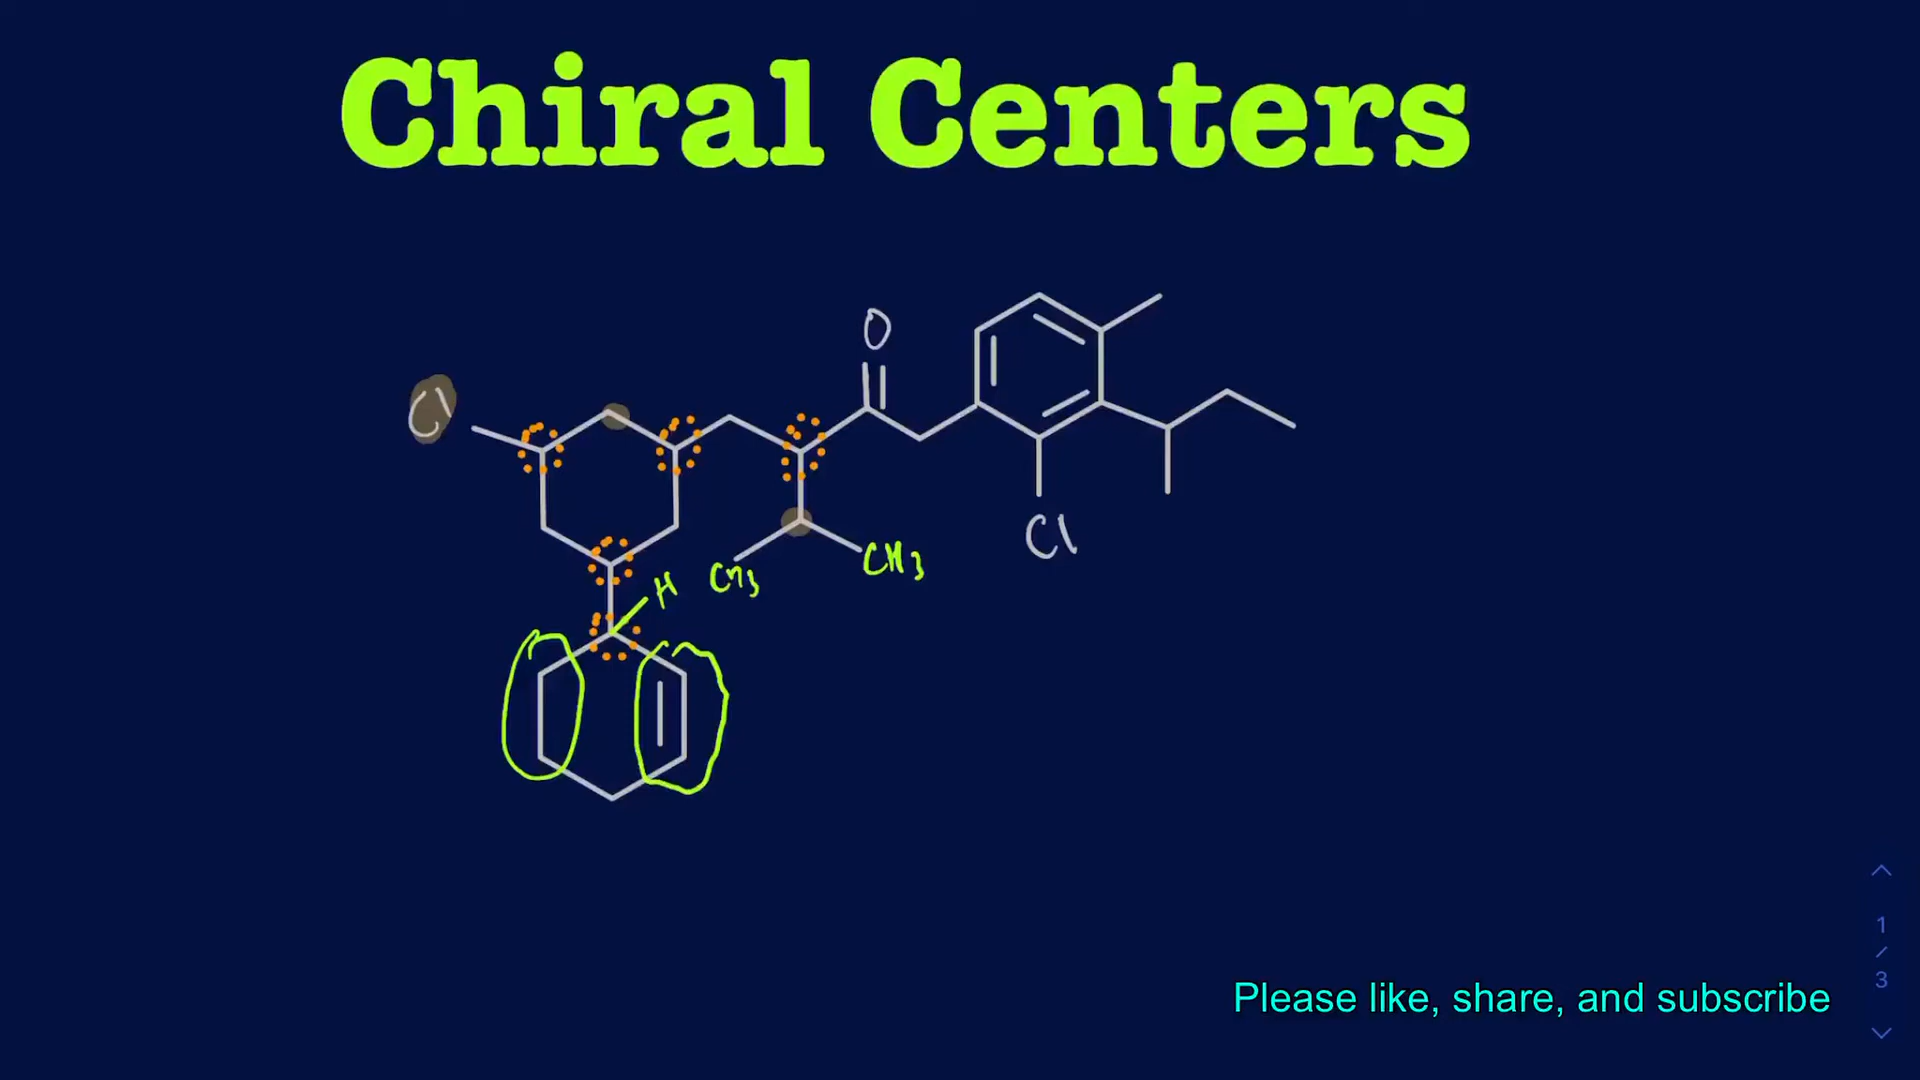 Chiral Centers
O
Cl
Cl
H
CH3
CH3
1
/
3
Please like, share, and subscribe